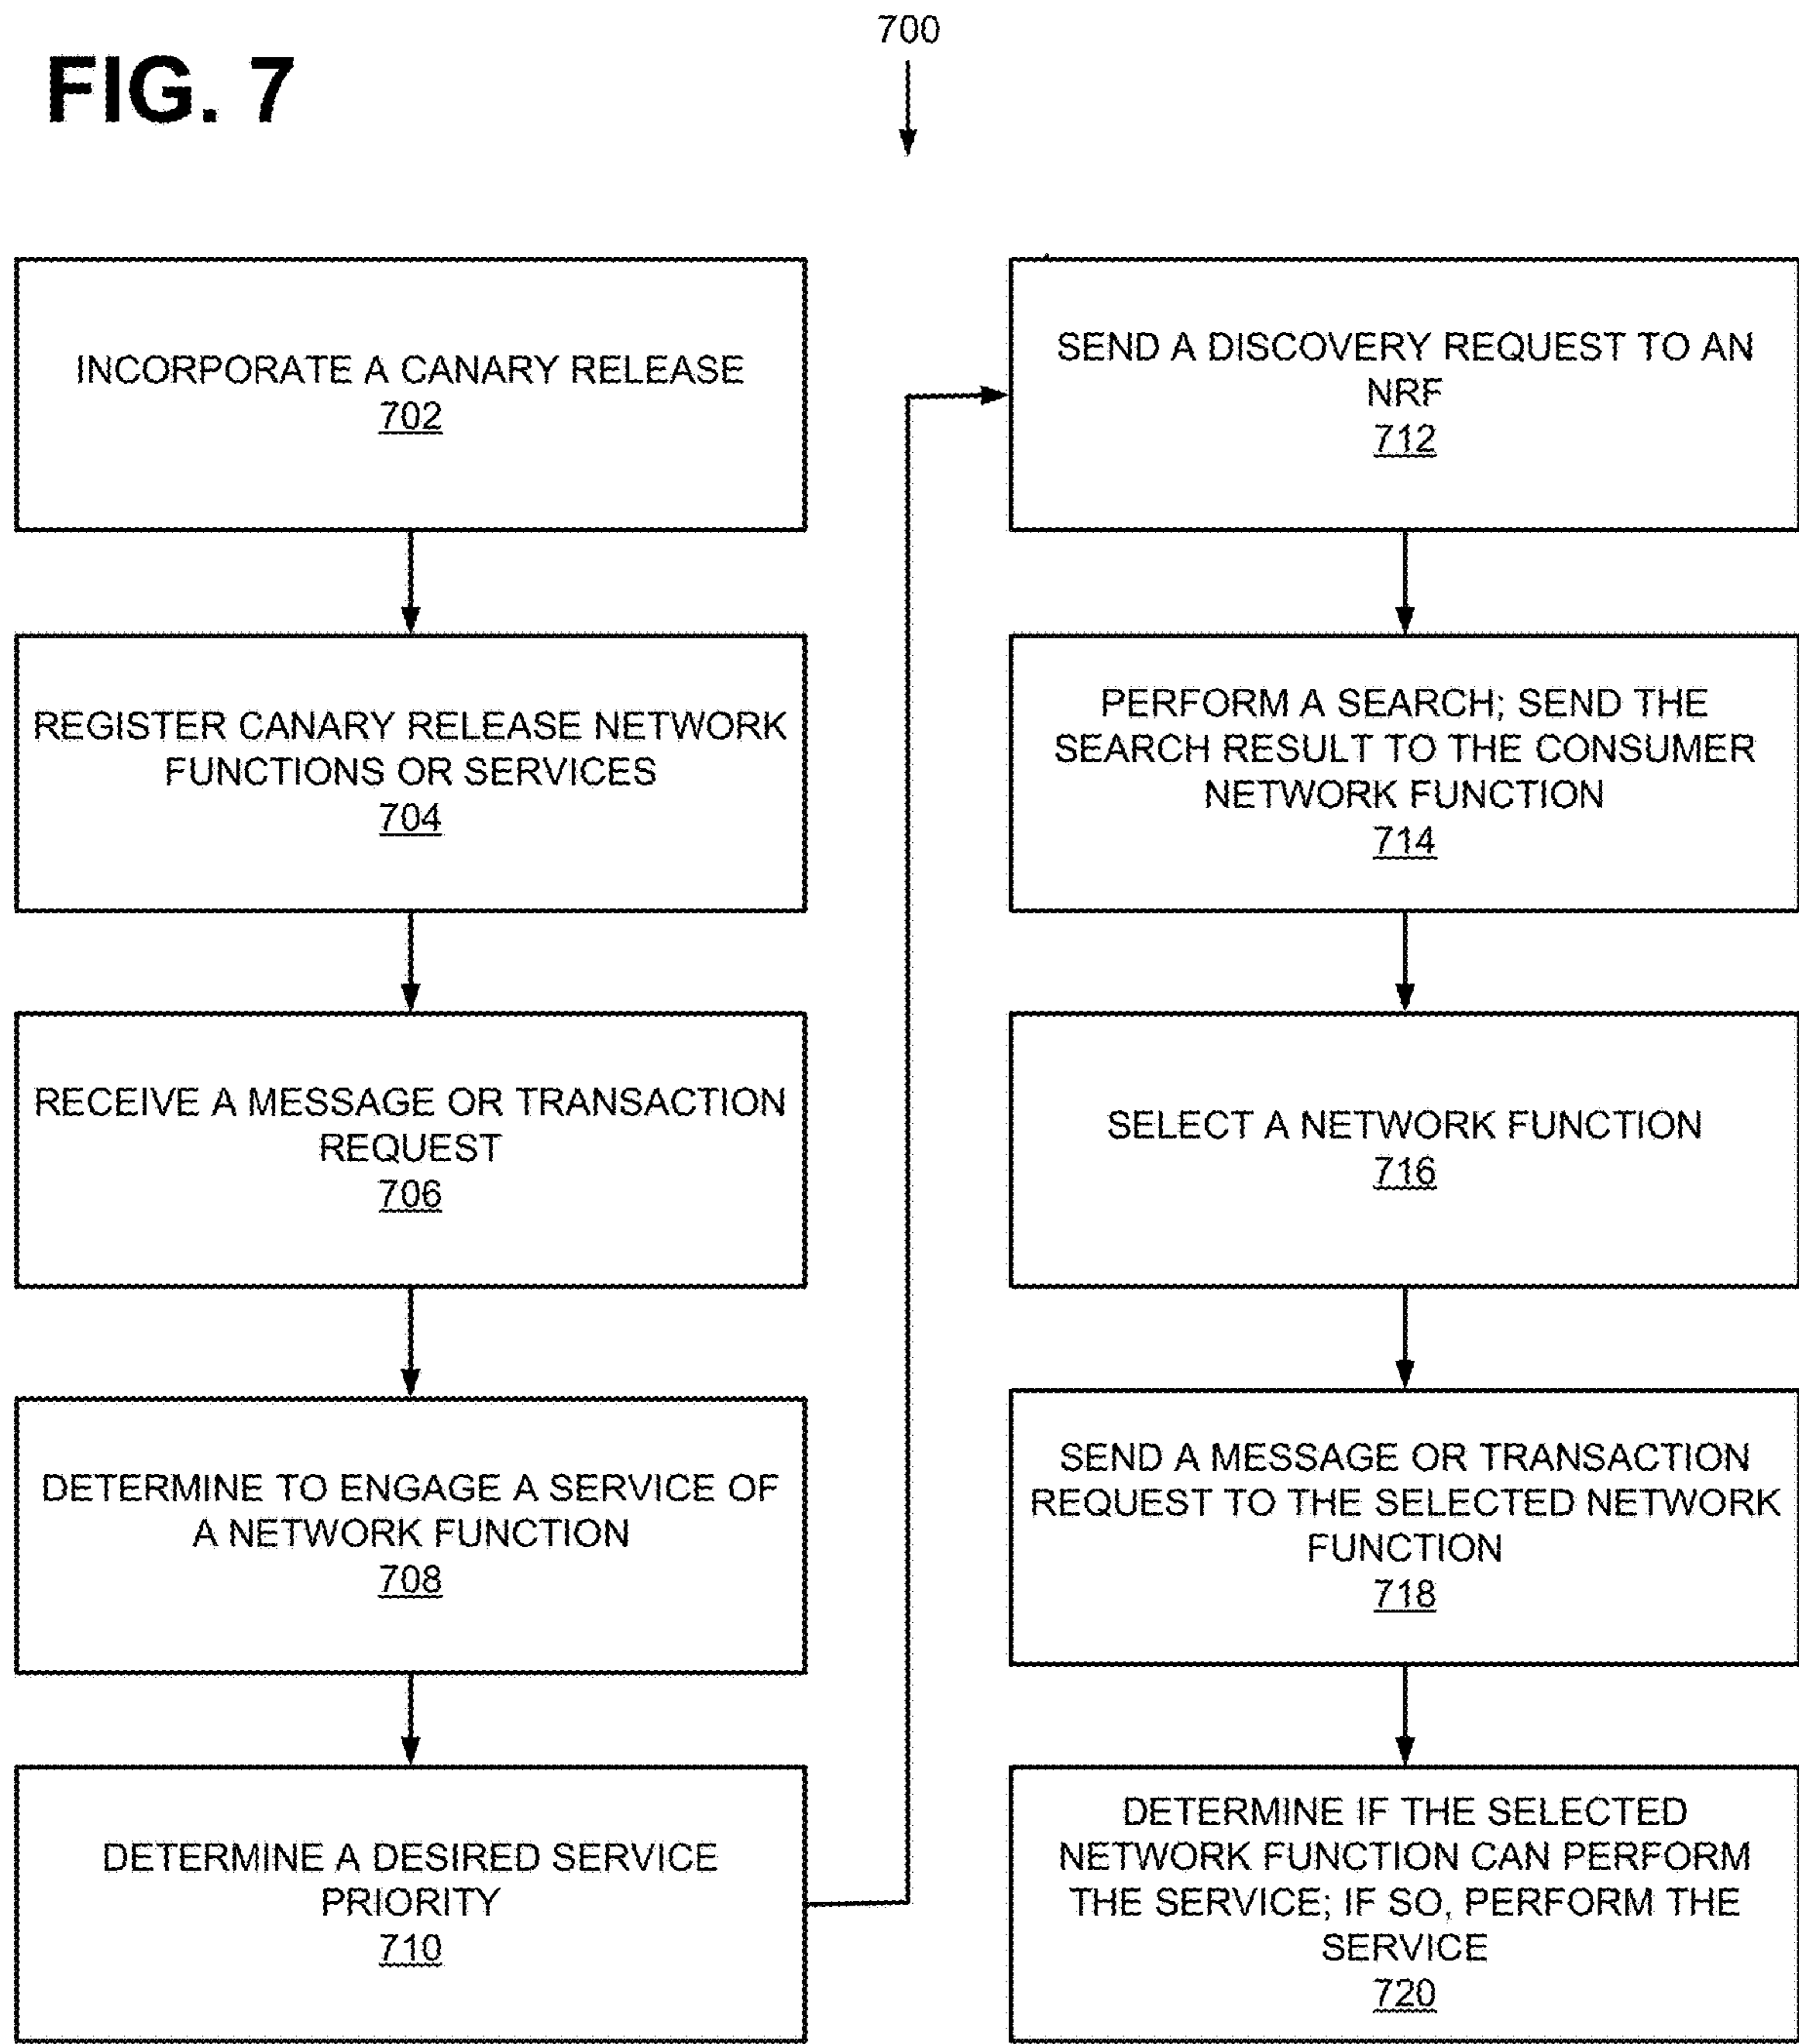 FIG. 7
700
INCORPORATE A CANARY RELEASE
702
REGISTER CANARY RELEASE NETWORK
FUNCTIONS OR SERVICES
704
RECEIVE A MESSAGE OR TRANSACTION
REQUEST
706
DETERMINE TO ENGAGE A SERVICE OF
A NETWORK FUNCTION
708
DETERMINE A DESIRED SERVICE
PRIORITY
710
SEND A DISCOVERY REQUEST TO AN
NRF
712
PERFORM A SEARCH; SEND THE
SEARCH RESULT TO THE CONSUMER
NETWORK FUNCTION
714
SELECT A NETWORK FUNCTION
716
SEND A MESSAGE OR TRANSACTION
REQUEST TO THE SELECTED NETWORK
FUNCTION
718
DETERMINE IF THE SELECTED
NETWORK FUNCTION CAN PERFORM
THE SERVICE; IF SO, PERFORM THE
SERVICE
720